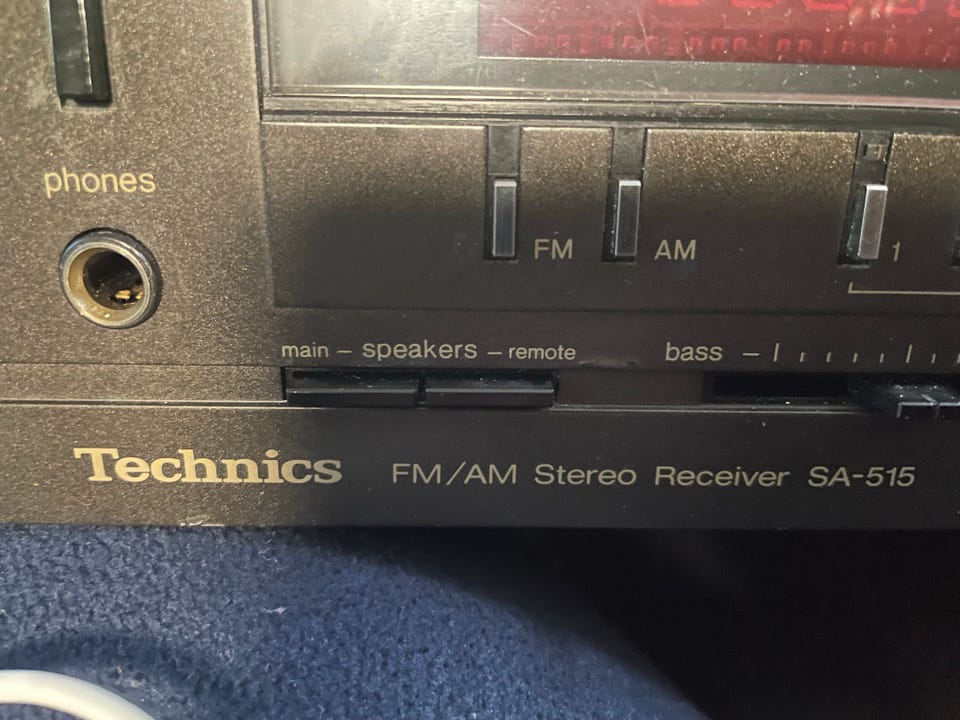 phones
FM AM 1
main – speakers – remote bass
Technics FM/AM Stereo Receiver SA-515